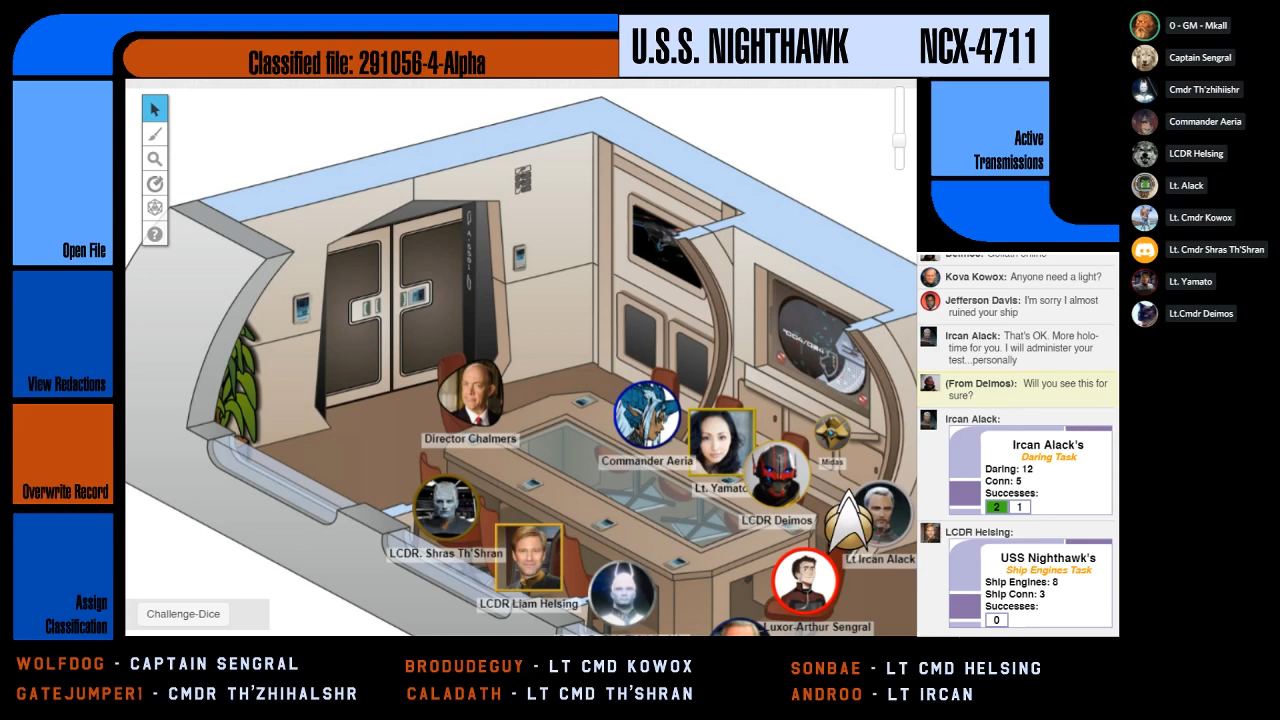 Classified file: 291056-4-Alpha
U.S.S. NIGHTHAWK NCX-4711
Open File
View Redactions
Overwrite Record
Assign
Classification
Active
Transmissions
0 - GM - Mkall
Captain Sengral
Cmdr Th'zhihiishr
Commander Aeria
LCDR Helsing
Lt. Alack
Lt. Cmdr Kowox
Lt. Cmdr Shras Th'Shran
Lt. Yamato
Lt.Cmdr Deimos
Director Chalmers
Commander Aeria
Lt. Yamato
Midas
LCDR Deimos
Lt Ircan Alack
LCDR. Shras Th'Shran
LCDR Liam Helsing
Luxor-Arthur Sengral
Challenge-Dice
Deimos: Goliath online
Kova Kowox: Anyone need a light?
Jefferson Davis: I'm sorry I almost
ruined your ship
Ircan Alack: That's OK. More holo-
time for you. I will administer your
test...personally
(From Deimos): Will you see this for
sure?
Ircan Alack:
Ircan Alack's
Daring Task
Daring: 12
Conn: 5
Successes:
2 1
LCDR Helsing:
USS Nighthawk's
Ship Engines Task
Ship Engines: 8
Ship Conn: 3
Successes:
0
WOLFDOG - CAPTAIN SENGRAL
BRODUDEGUY - LT CMD KOWOX
SONBAE - LT CMD HELSING
GATEJUMPER1 - CMDR TH'ZHIHALSHR
CALADATH - LT CMD TH'SHRAN
ANDROO - LT IRCAN